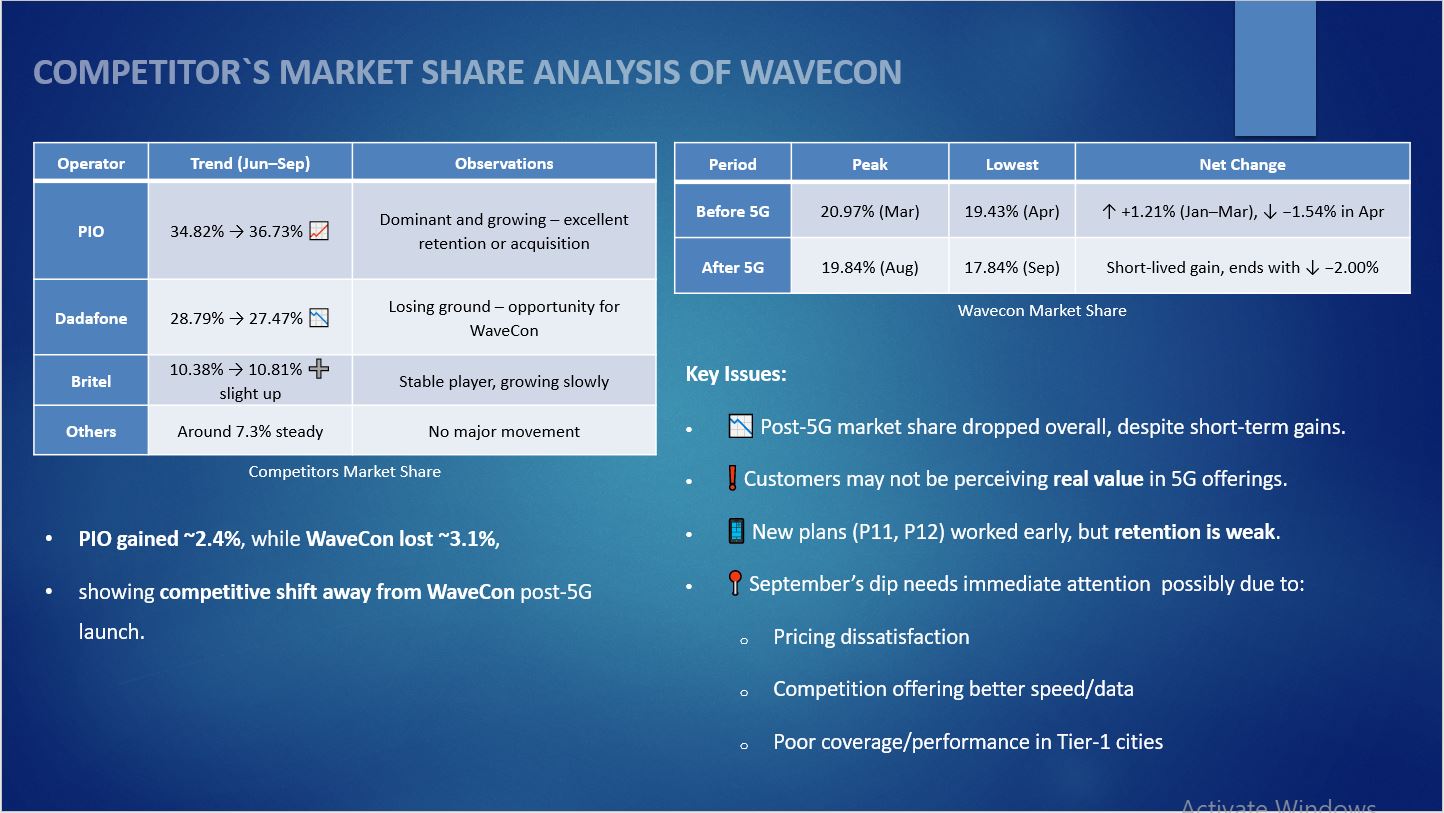 COMPETITOR`S MARKET SHARE ANALYSIS OF WAVECON
Operator Trend (Jun–Sep) Observations
PIO 34.82% → 36.73% 📈 Dominant and growing – excellent
retention or acquisition
Dadafone 28.79% → 27.47% 📉 Losing ground – opportunity for
WaveCon
Britel 10.38% → 10.81% ➕
slight up Stable player, growing slowly
Others Around 7.3% steady No major movement
Competitors Market Share
• PIO gained ~2.4%, while WaveCon lost ~3.1%,
• showing competitive shift away from WaveCon post-5G
launch.
Period Peak Lowest Net Change
Before 5G 20.97% (Mar) 19.43% (Apr) ↑ +1.21% (Jan–Mar), ↓ −1.54% in Apr
After 5G 19.84% (Aug) 17.84% (Sep) Short-lived gain, ends with ↓ −2.00%
Wavecon Market Share
Key Issues:
• 📉 Post-5G market share dropped overall, despite short-term gains.
• ❗ Customers may not be perceiving real value in 5G offerings.
• 📱 New plans (P11, P12) worked early, but retention is weak.
• 📍 September’s dip needs immediate attention  possibly due to:
o Pricing dissatisfaction
o Competition offering better speed/data
o Poor coverage/performance in Tier-1 cities
Activate Windows